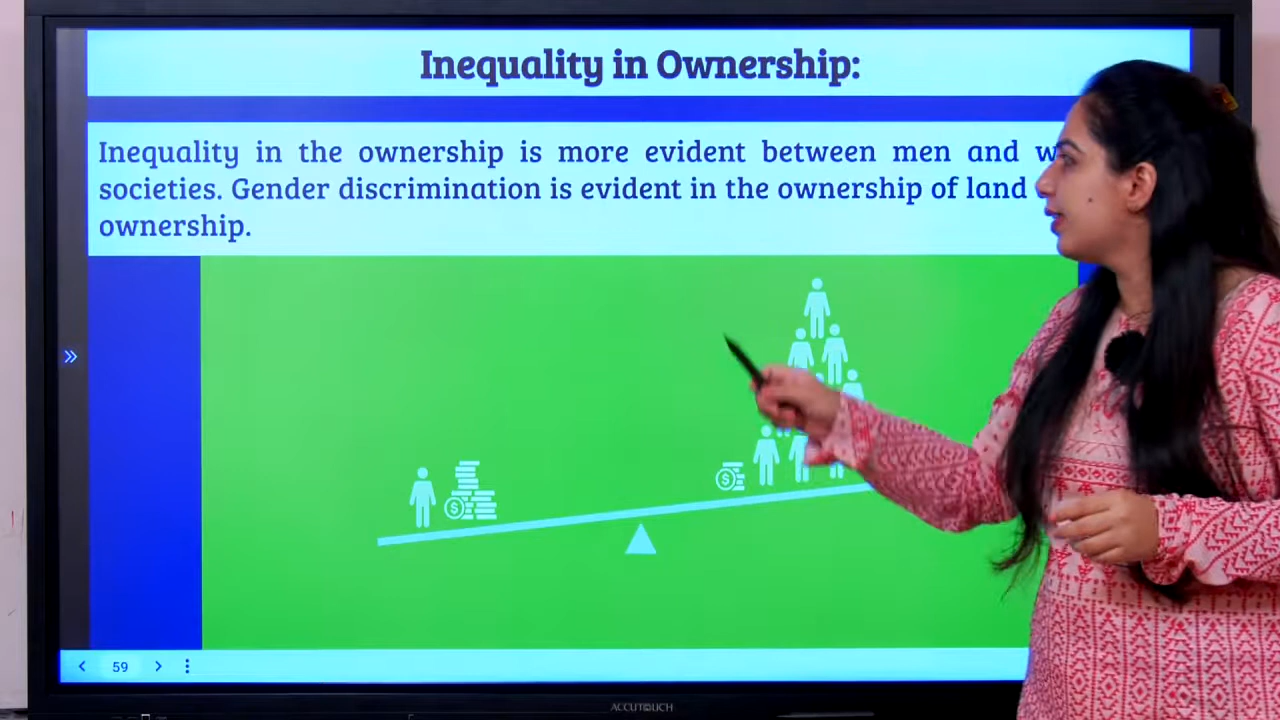 Inequality in Ownership:
Inequality in the ownership is more evident between men and
societies. Gender discrimination is evident in the ownership of land
ownership.
$
$
59
ACCUTOUCH